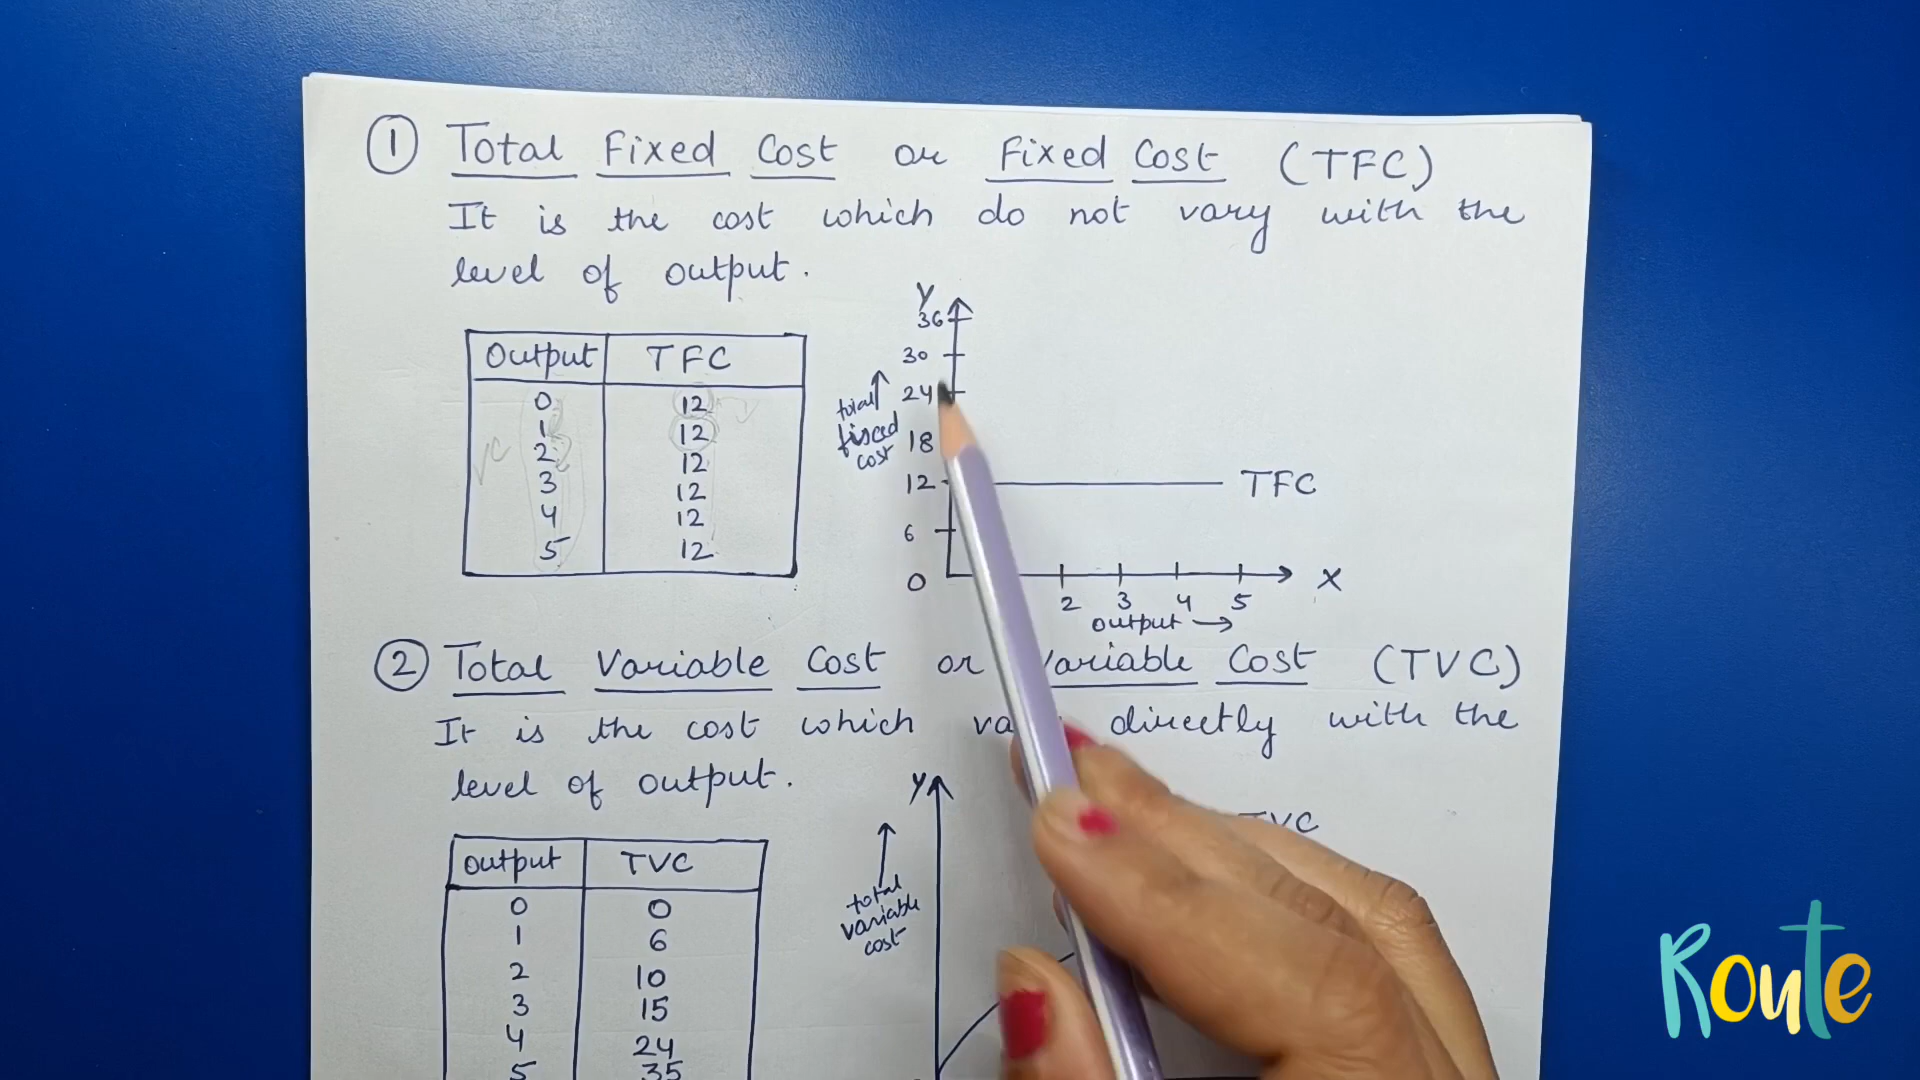 ① Total Fixed Cost or Fixed Cost (TFC)
It is the cost which do not vary with the
level of output.
Output TFC
0 12
1 12
2 12
3 12
4 12
5 12
Y
36
30
24
18
12
6
0
total
fixed
cost
TFC
2 3 4 5
X
output →
② Total Variable Cost or Variable Cost (TVC)
It is the cost which directly with the
level of output.
output TVC
0 0
1 6
2 10
3 15
4 24
5 35
Y
total
variable
cost
TVC
Route